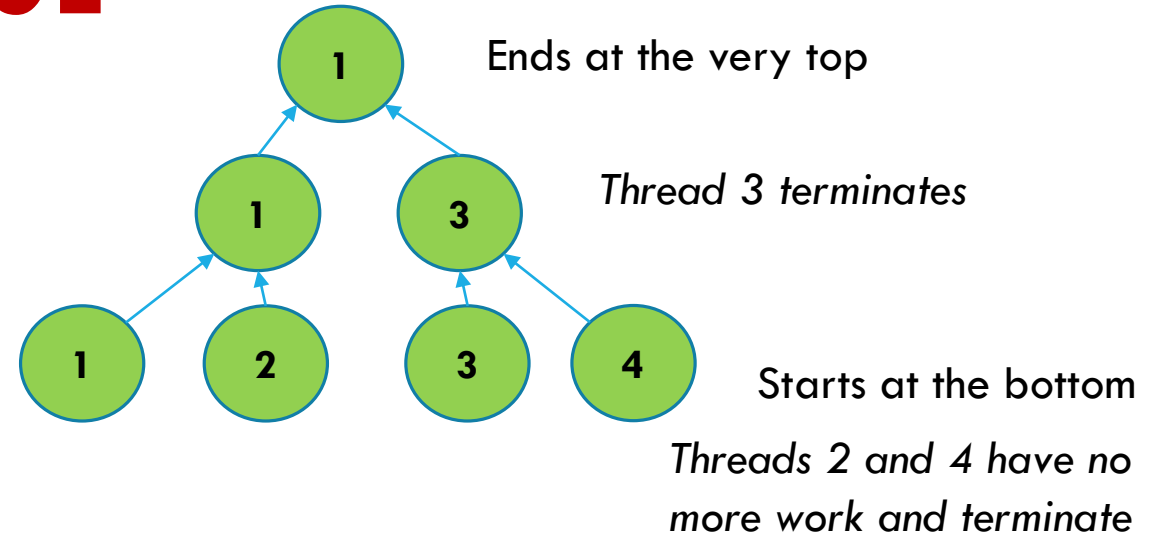 1
Ends at the very top
1
3
Thread 3 terminates
1
2
3
4
Starts at the bottom
Threads 2 and 4 have no
more work and terminate